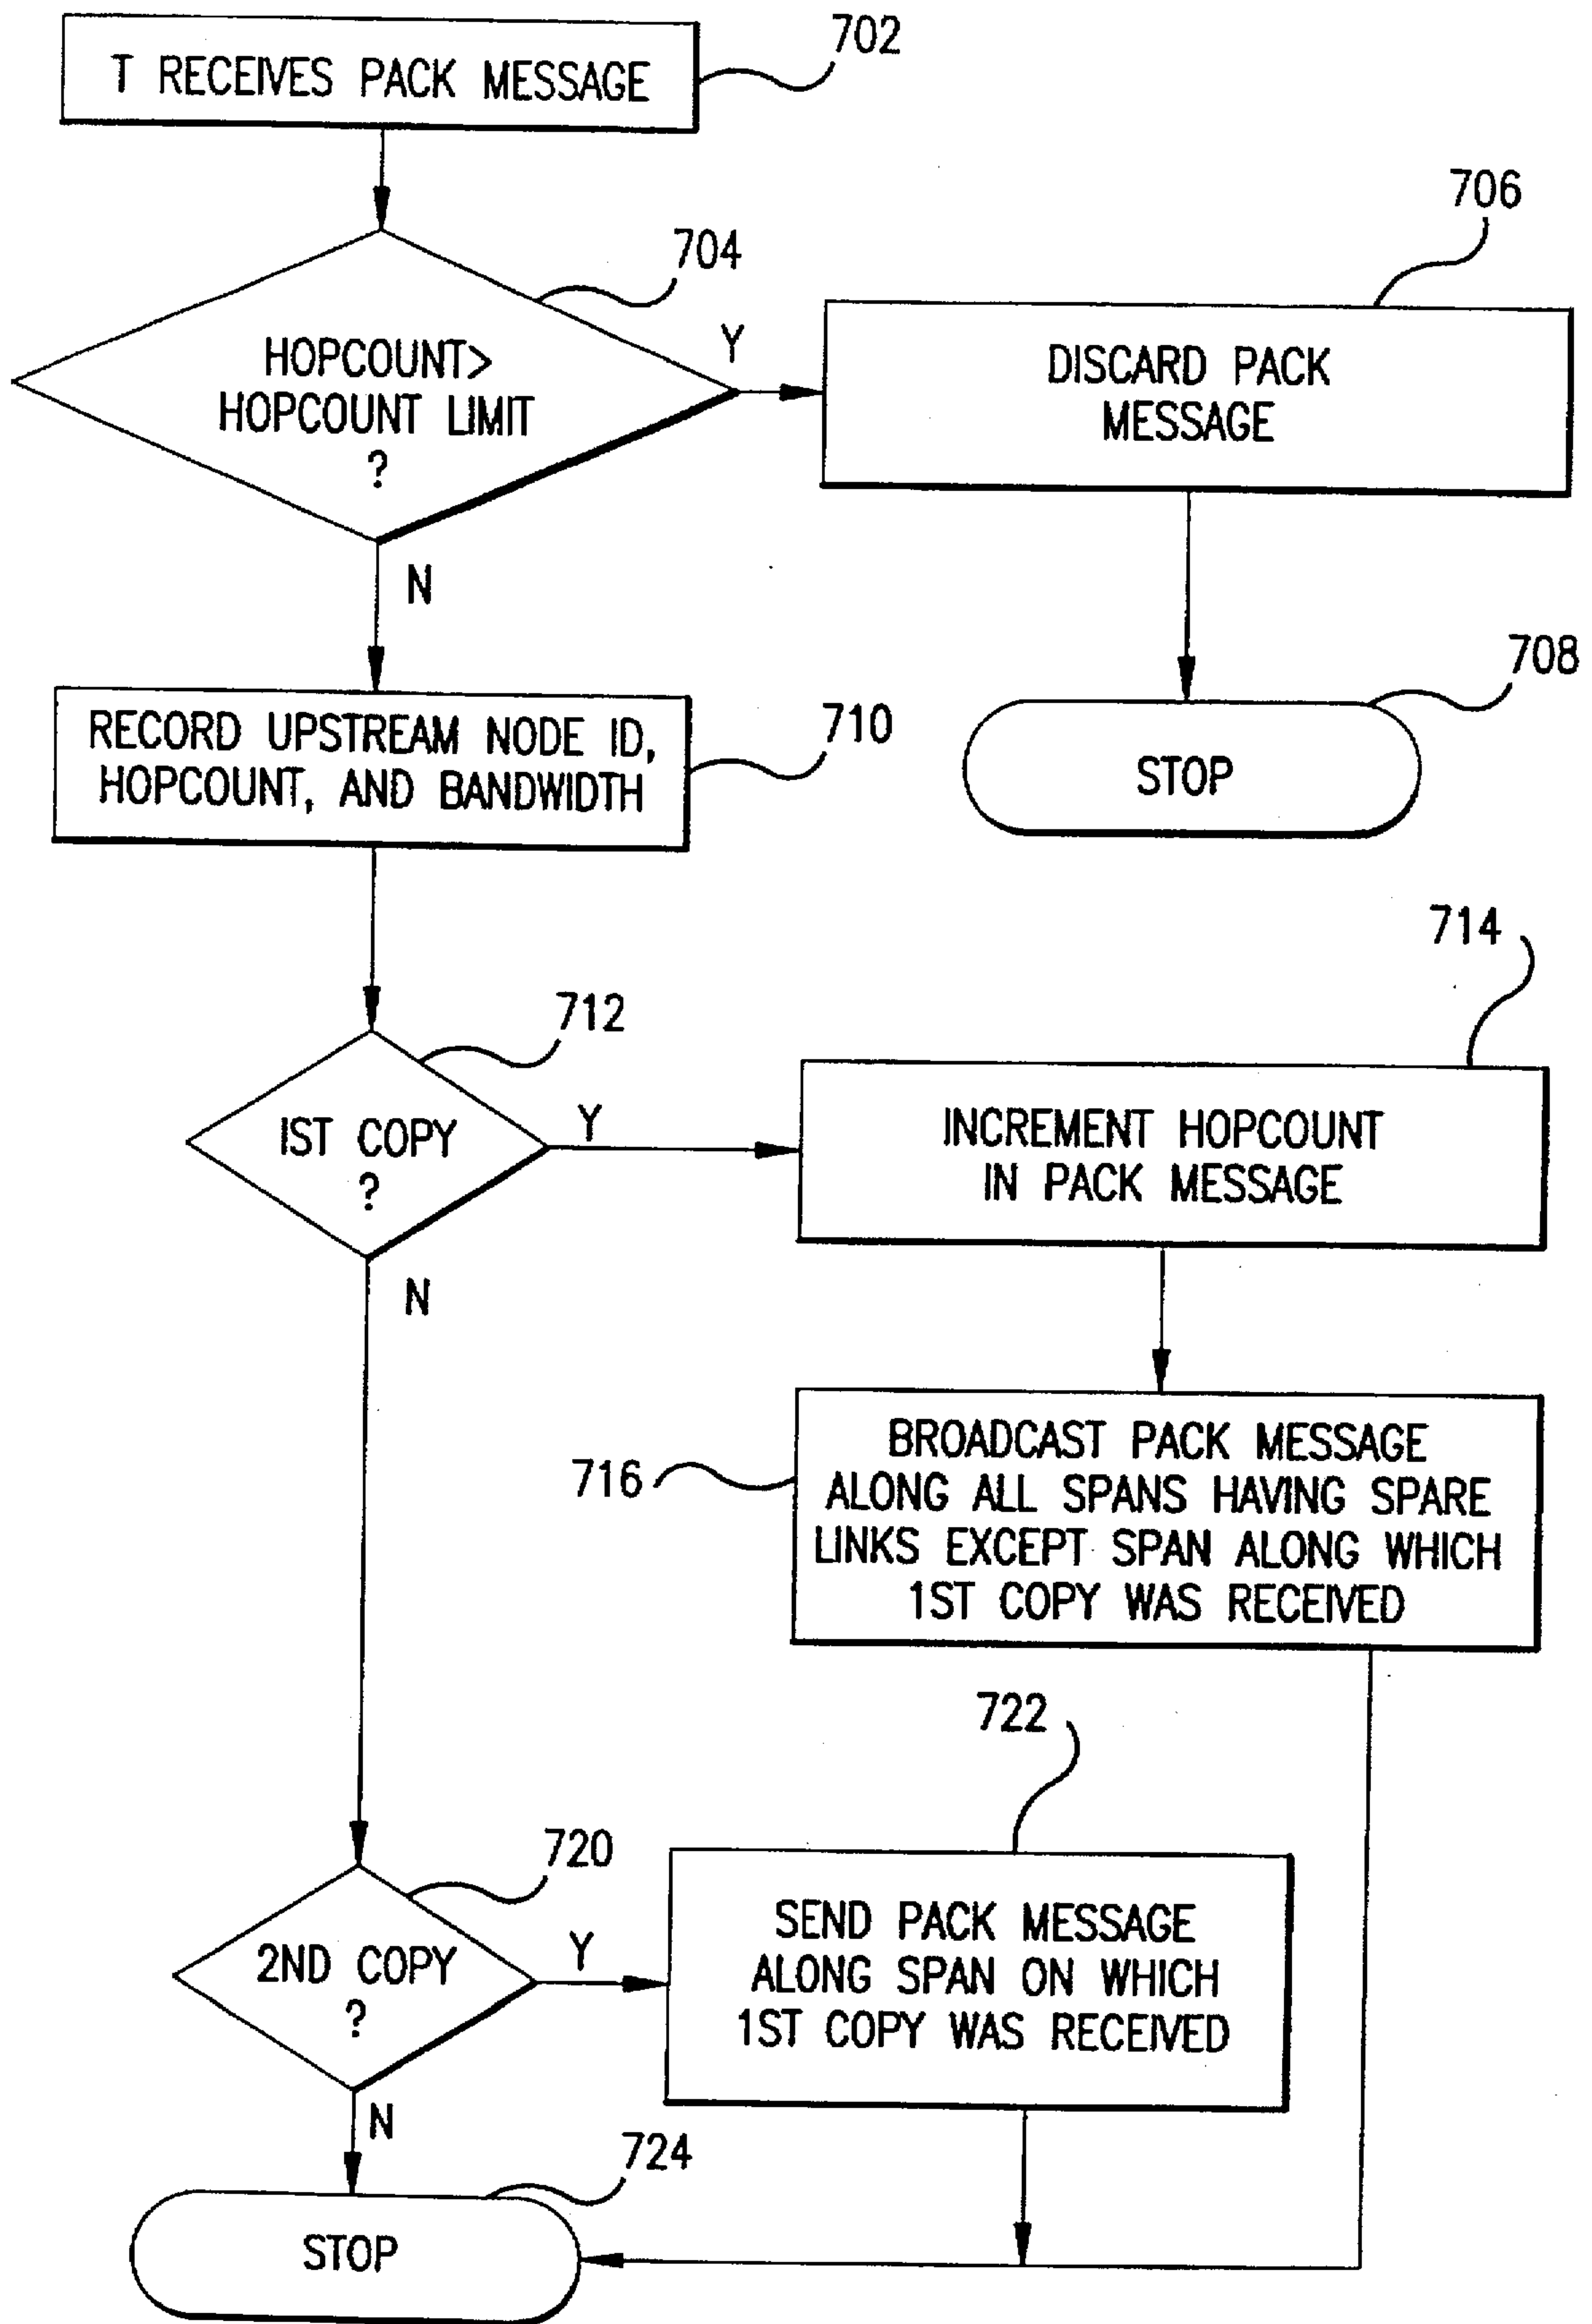 T RECEIVES PACK MESSAGE
702
704
HOPCOUNT>
HOPCOUNT LIMIT
?
Y
N
706
DISCARD PACK
MESSAGE
708
STOP
RECORD UPSTREAM NODE ID,
HOPCOUNT, AND BANDWIDTH
710
712
IST COPY
?
Y
N
714
INCREMENT HOPCOUNT
IN PACK MESSAGE
716
BROADCAST PACK MESSAGE
ALONG ALL SPANS HAVING SPARE
LINKS EXCEPT SPAN ALONG WHICH
1ST COPY WAS RECEIVED
720
2ND COPY
?
Y
N
722
SEND PACK MESSAGE
ALONG SPAN ON WHICH
1ST COPY WAS RECEIVED
724
STOP